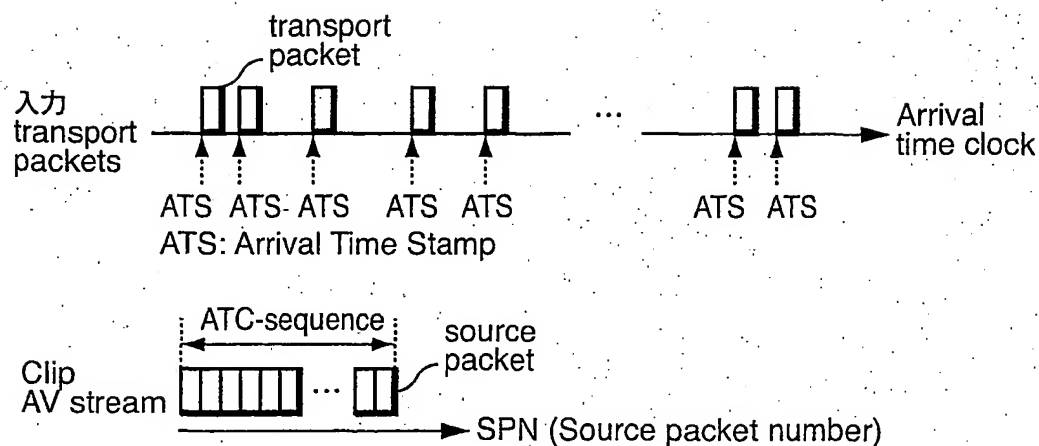 transport
packet
入力
transport
packets
...
Arrival
time clock
ATS ATS ATS ATS ATS ATS ATS
ATS: Arrival Time Stamp
ATC-sequence
source
packet
Clip
AV stream
...
SPN (Source packet number)